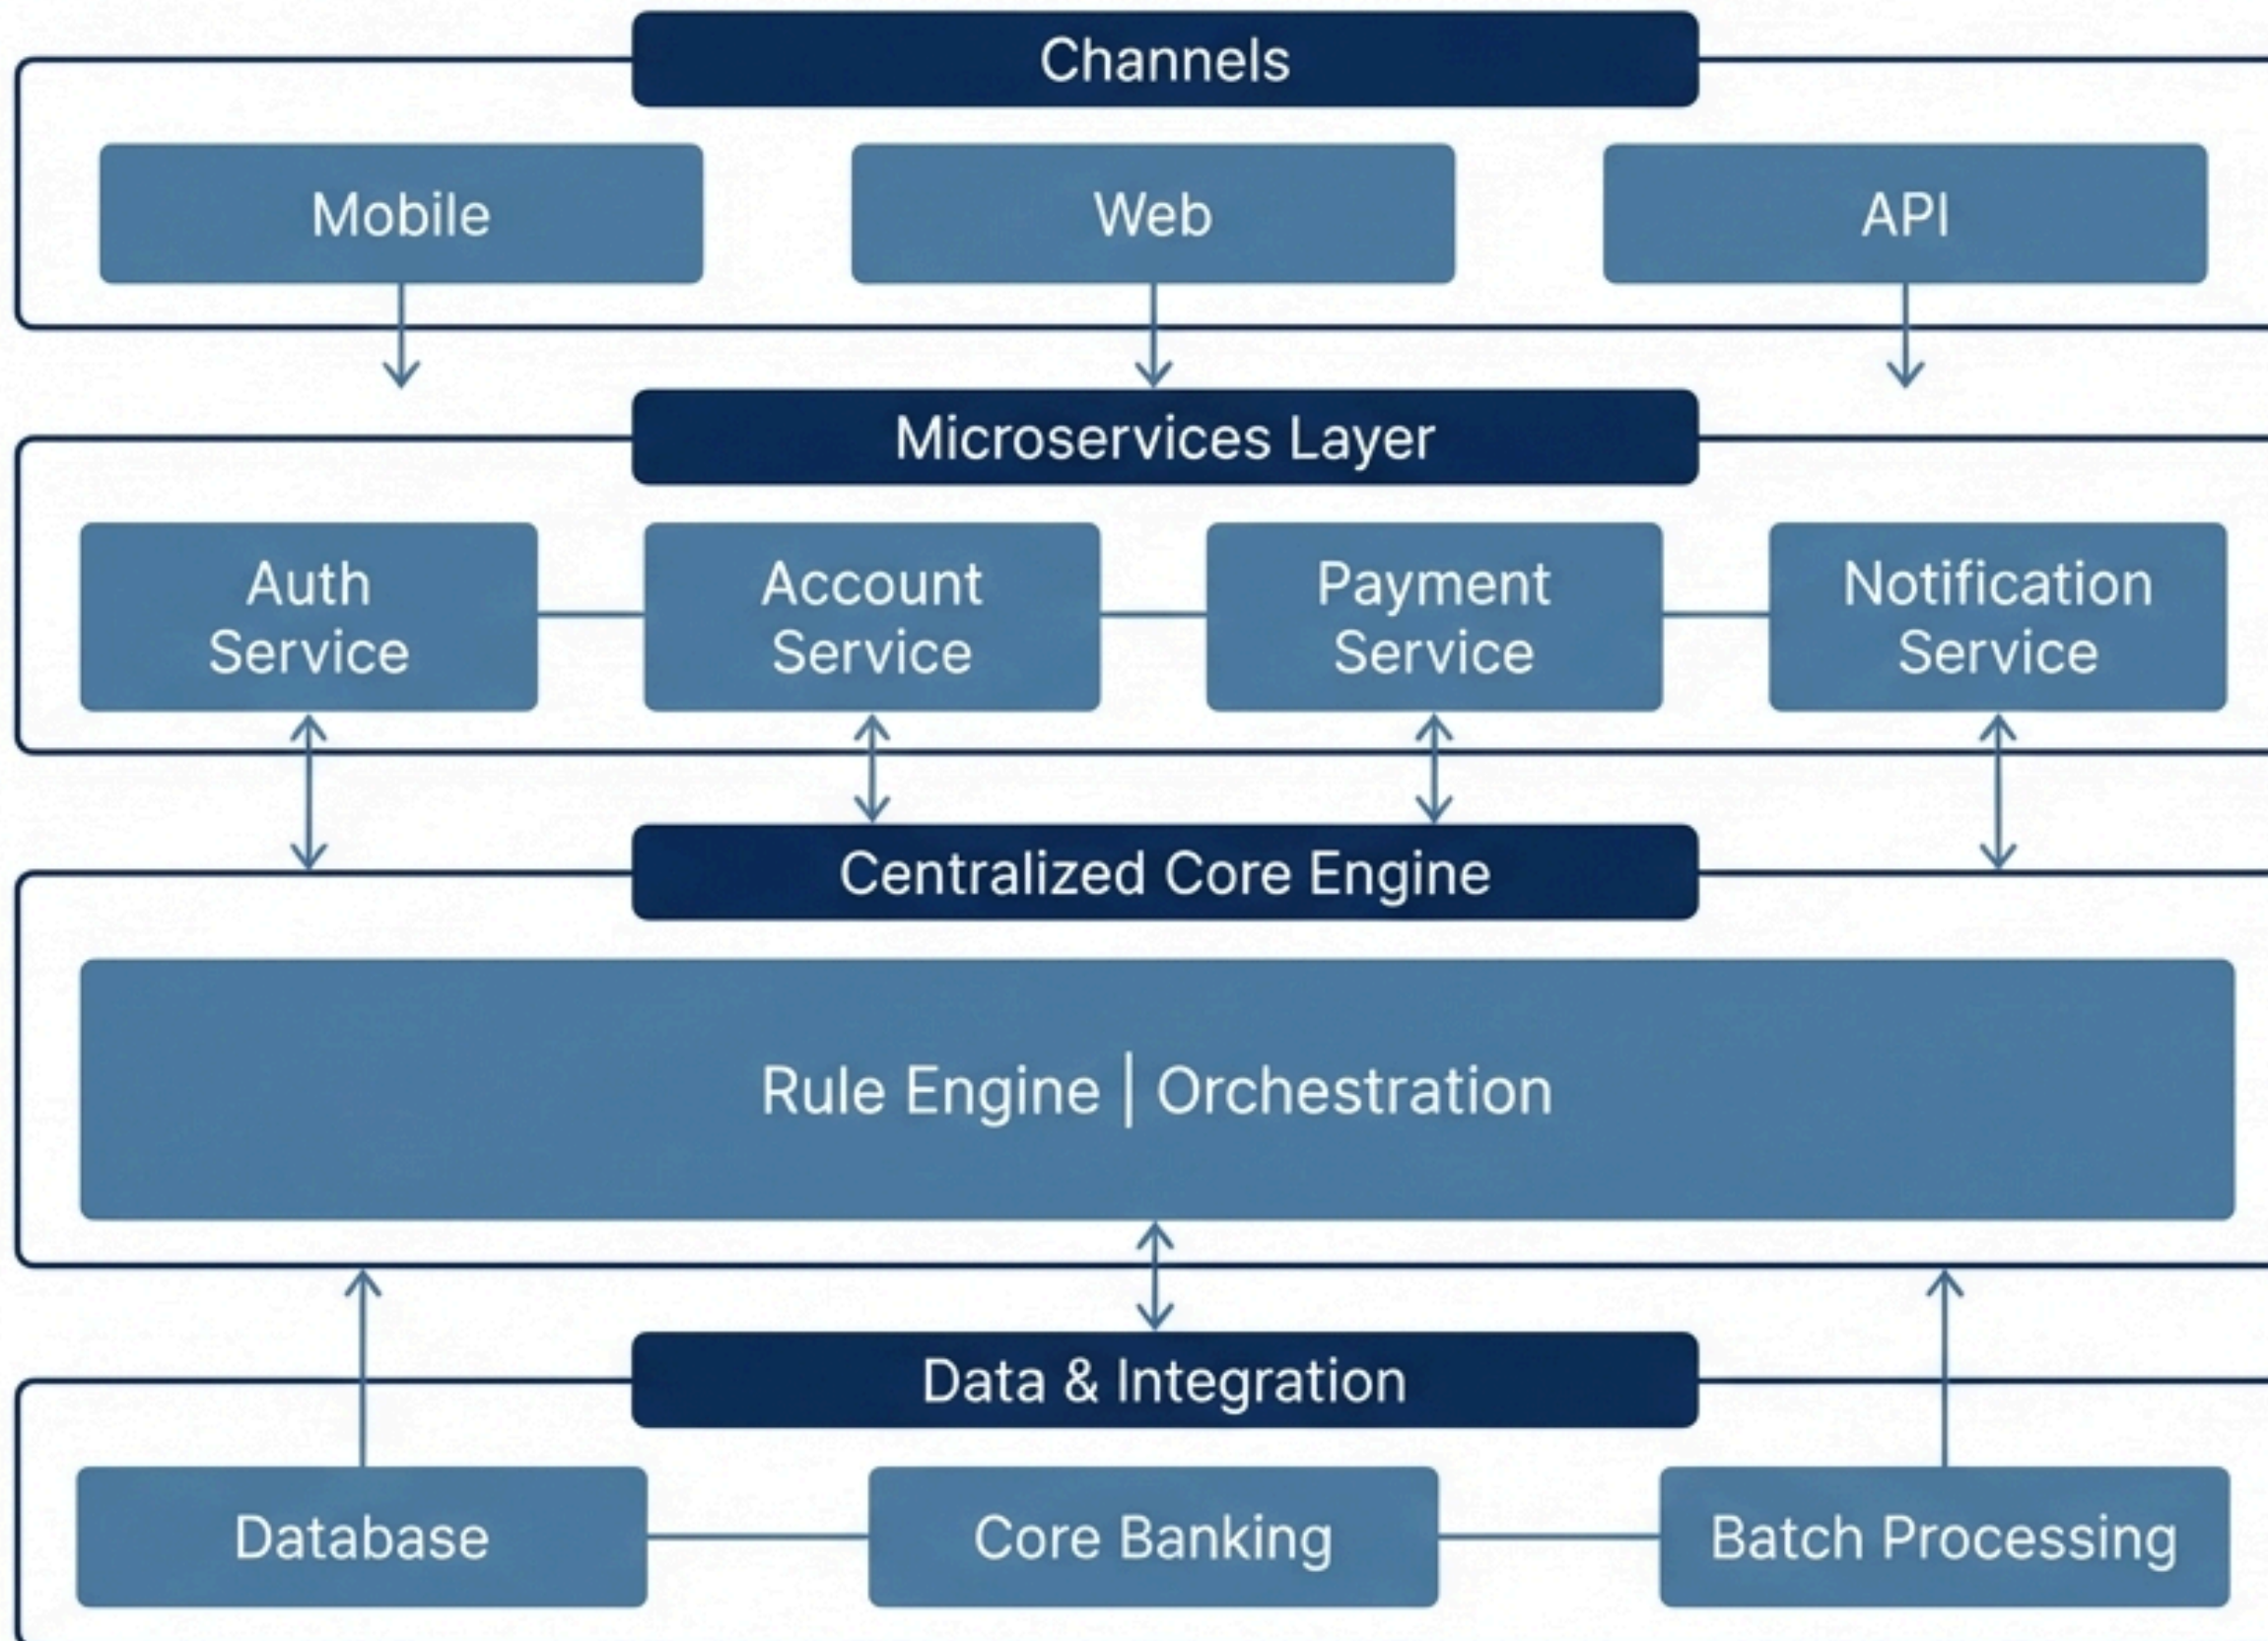 Channels
Mobile
Web
API
Microservices Layer
Auth
Service
Account
Service
Payment
Service
Notification
Service
Centralized Core Engine
Rule Engine | Orchestration
Data & Integration
Database
Core Banking
Batch Processing